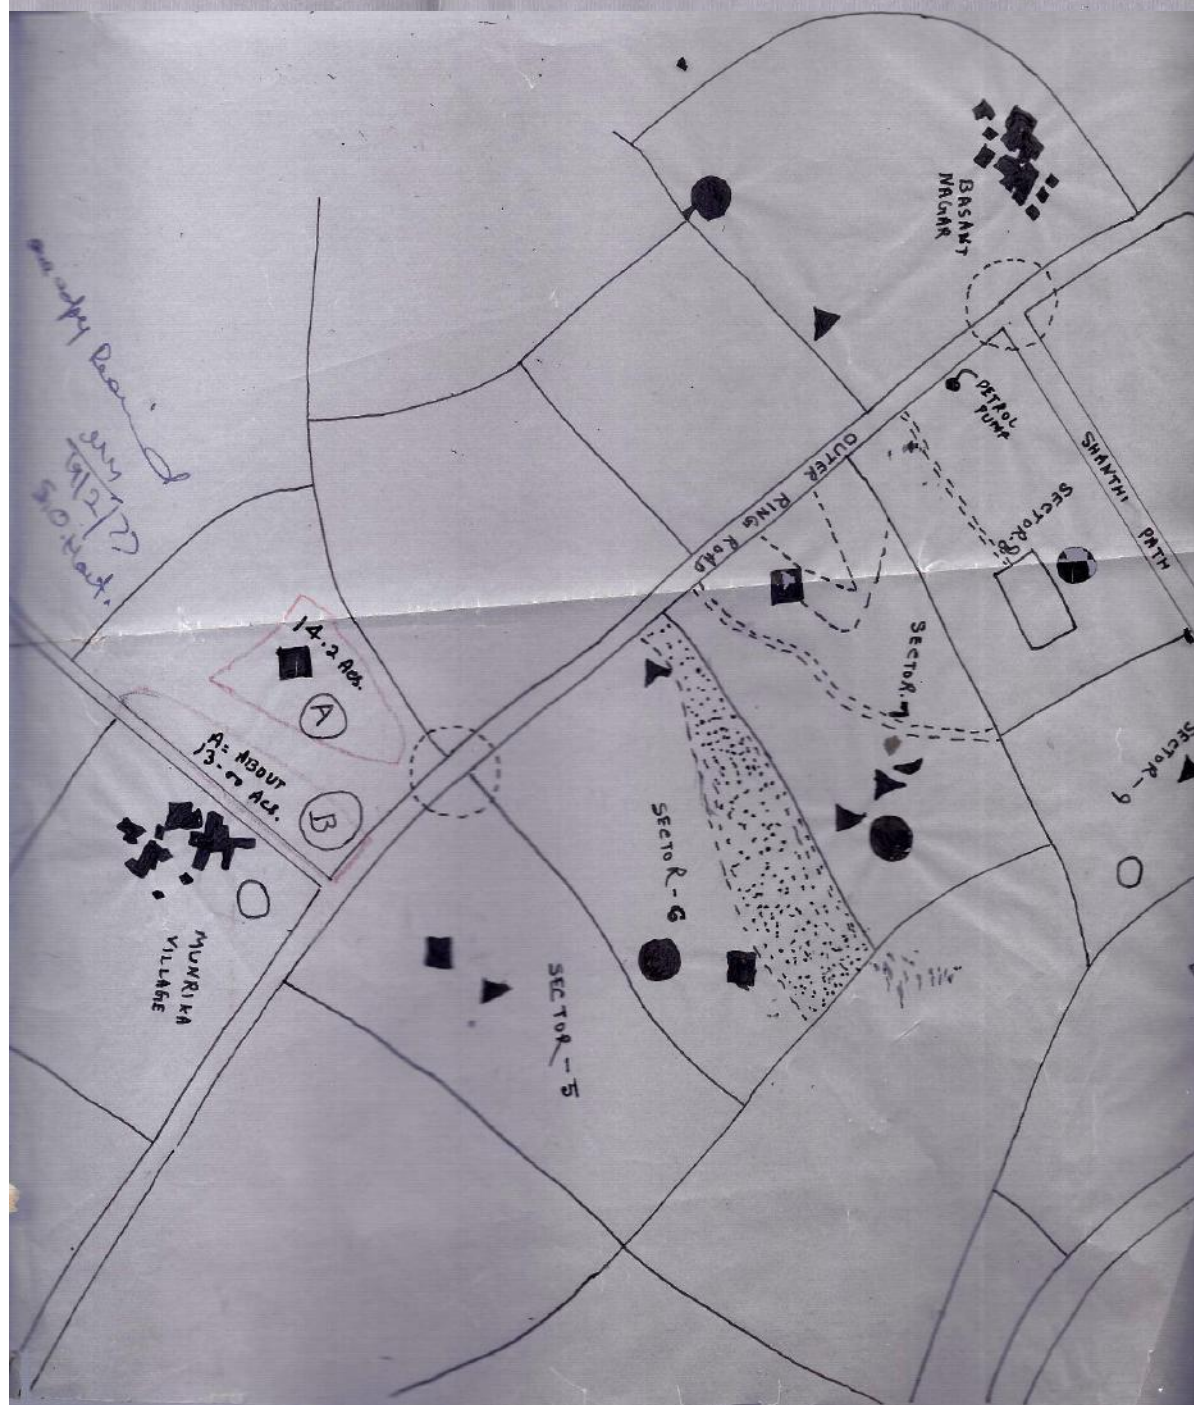 BASANT
NAGAR
PETROL
PUMP
SHANTHI PATH
OUTER RING ROAD
SECTOR-8
SECTOR-7
SECTOR-9
SECTOR-6
SECTOR-5
14.2 Acs.
A
A= ABOUT
13-00 Acs.
B
MUNRIKA
VILLAGE